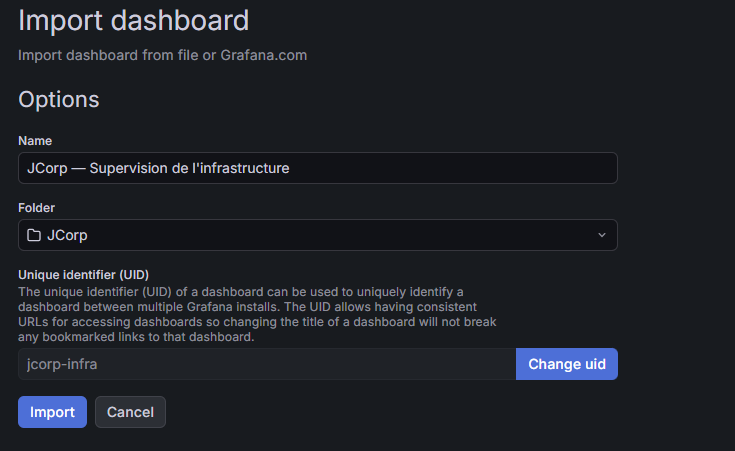 Import dashboard
Import dashboard from file or Grafana.com
Options
Name
JCorp — Supervision de l'infrastructure
Folder
JCorp
Unique identifier (UID)
The unique identifier (UID) of a dashboard can be used to uniquely identify a
dashboard between multiple Grafana installs. The UID allows having consistent
URLs for accessing dashboards so changing the title of a dashboard will not break
any bookmarked links to that dashboard.
jcorp-infra
Change uid
Import
Cancel